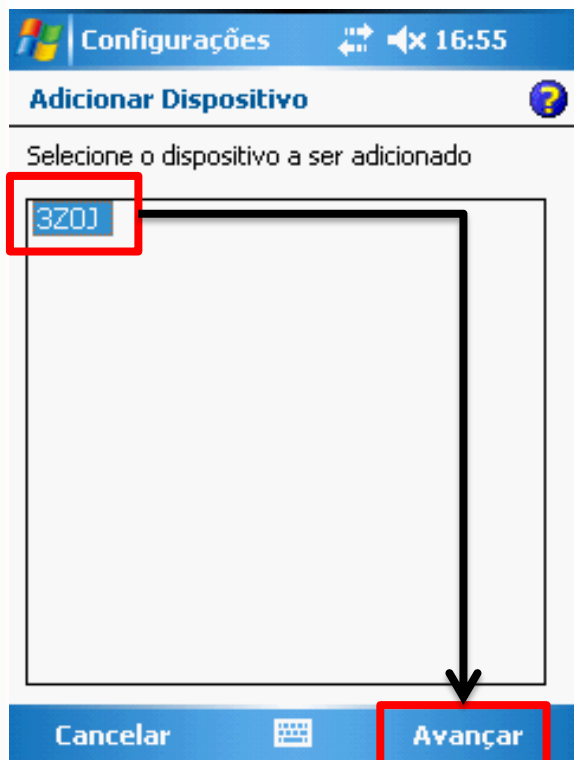 Configurações 16:55
Adicionar Dispositivo
Selecione o dispositivo a ser adicionado
3Z0J
Cancelar Avançar